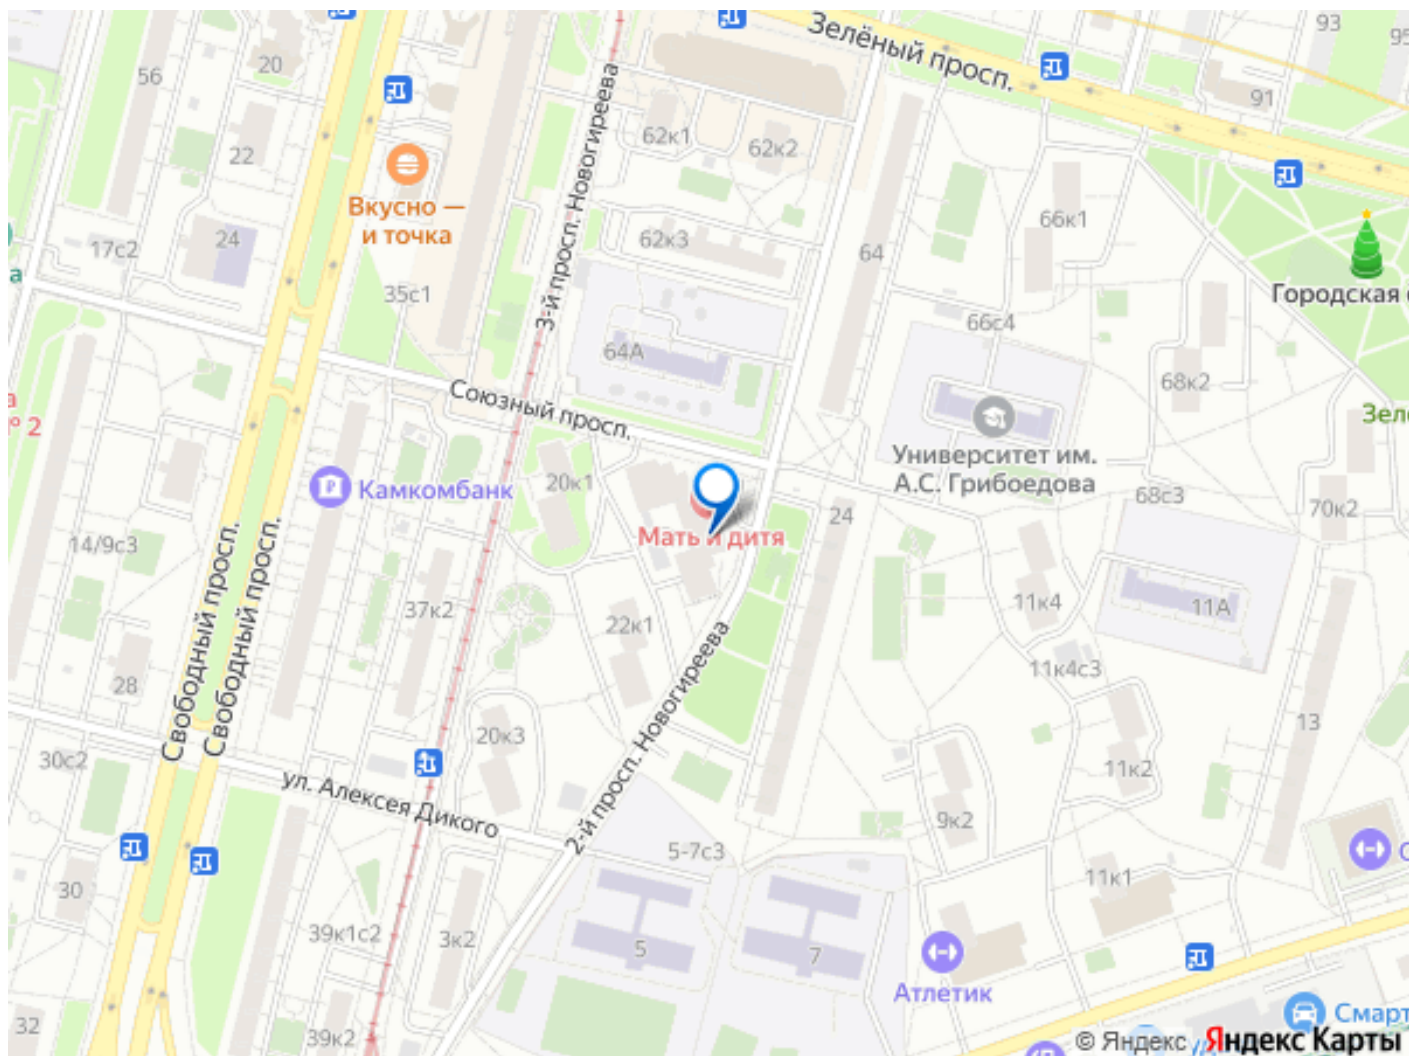 Зелёный просп.
93
95
56
20
91
62к1
62к2
22
3-й просп. Новогиреева
Вкусно —
и точка
66к1
17с2
24
62к3
64
а
35с1
Городская
66с4
64А
68к2
а
№ 2
Союзный просп.
Зел
Университет им.
А.С. Грибоедова
20к1
Камкомбанк
68с3
70к2
24
Мать и дитя
14/9с3
Свободный просп.
Свободный просп.
37к2
11к4
11А
22к1
2-й просп. Новогиреева
11к4с3
28
13
20к3
30с2
11к2
ул. Алексея Дикого
9к2
5-7с3
30
11к1
39к1с2
3к2
5
7
Атлетик
32
39к2
Смарт
© Яндекс Яндекс Карты